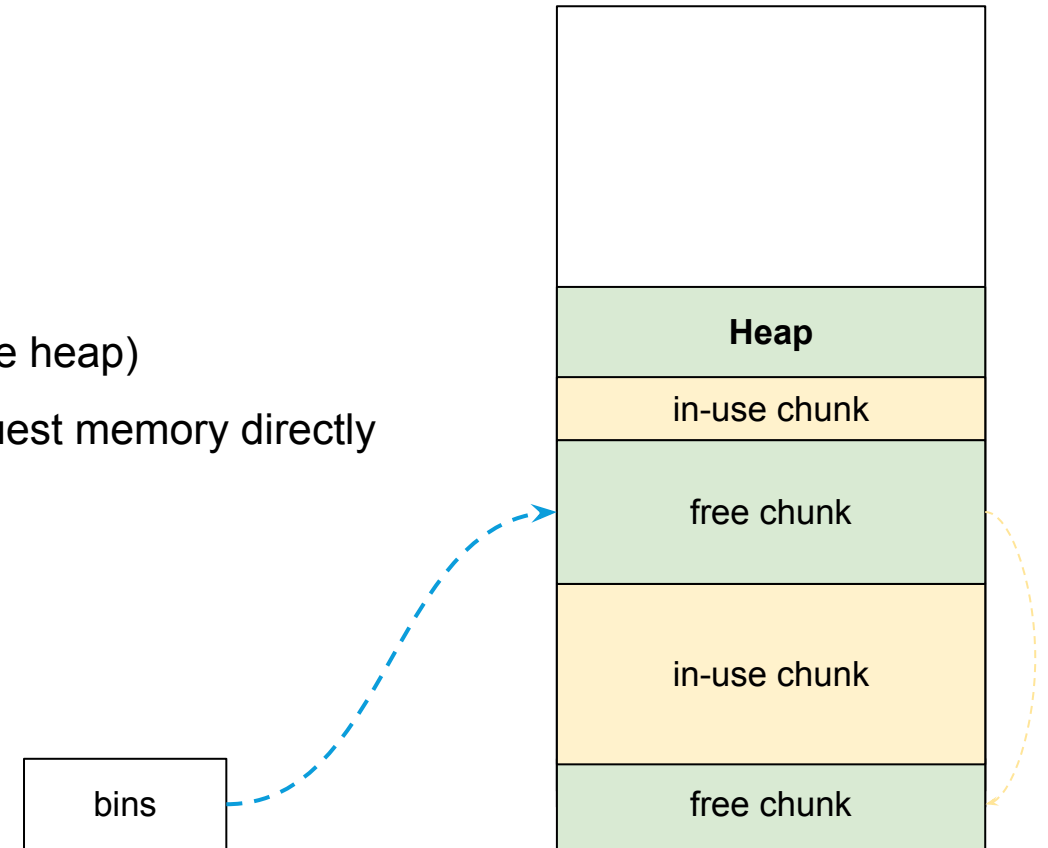 Heap
e heap)
in-use chunk
uest memory directly
free chunk
in-use chunk
bins
free chunk